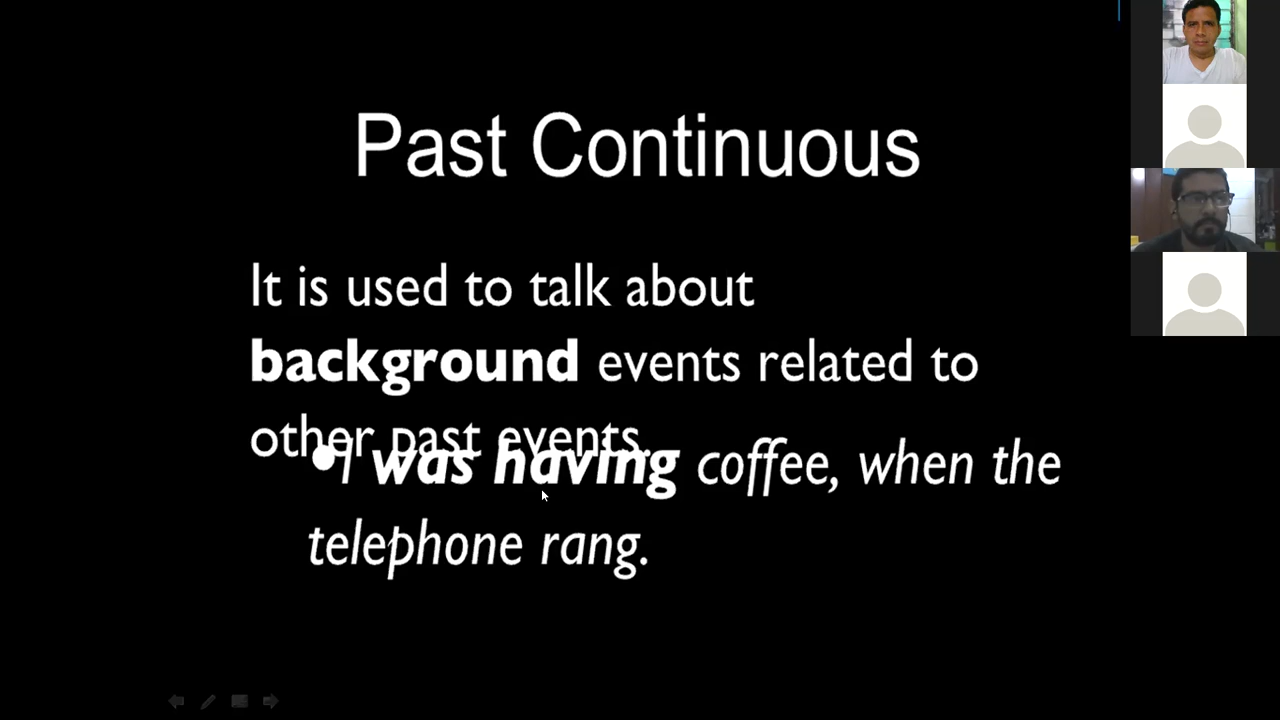 Past Continuous
It is used to talk about
background events related to
other past events.
•I was having coffee, when the
telephone rang.